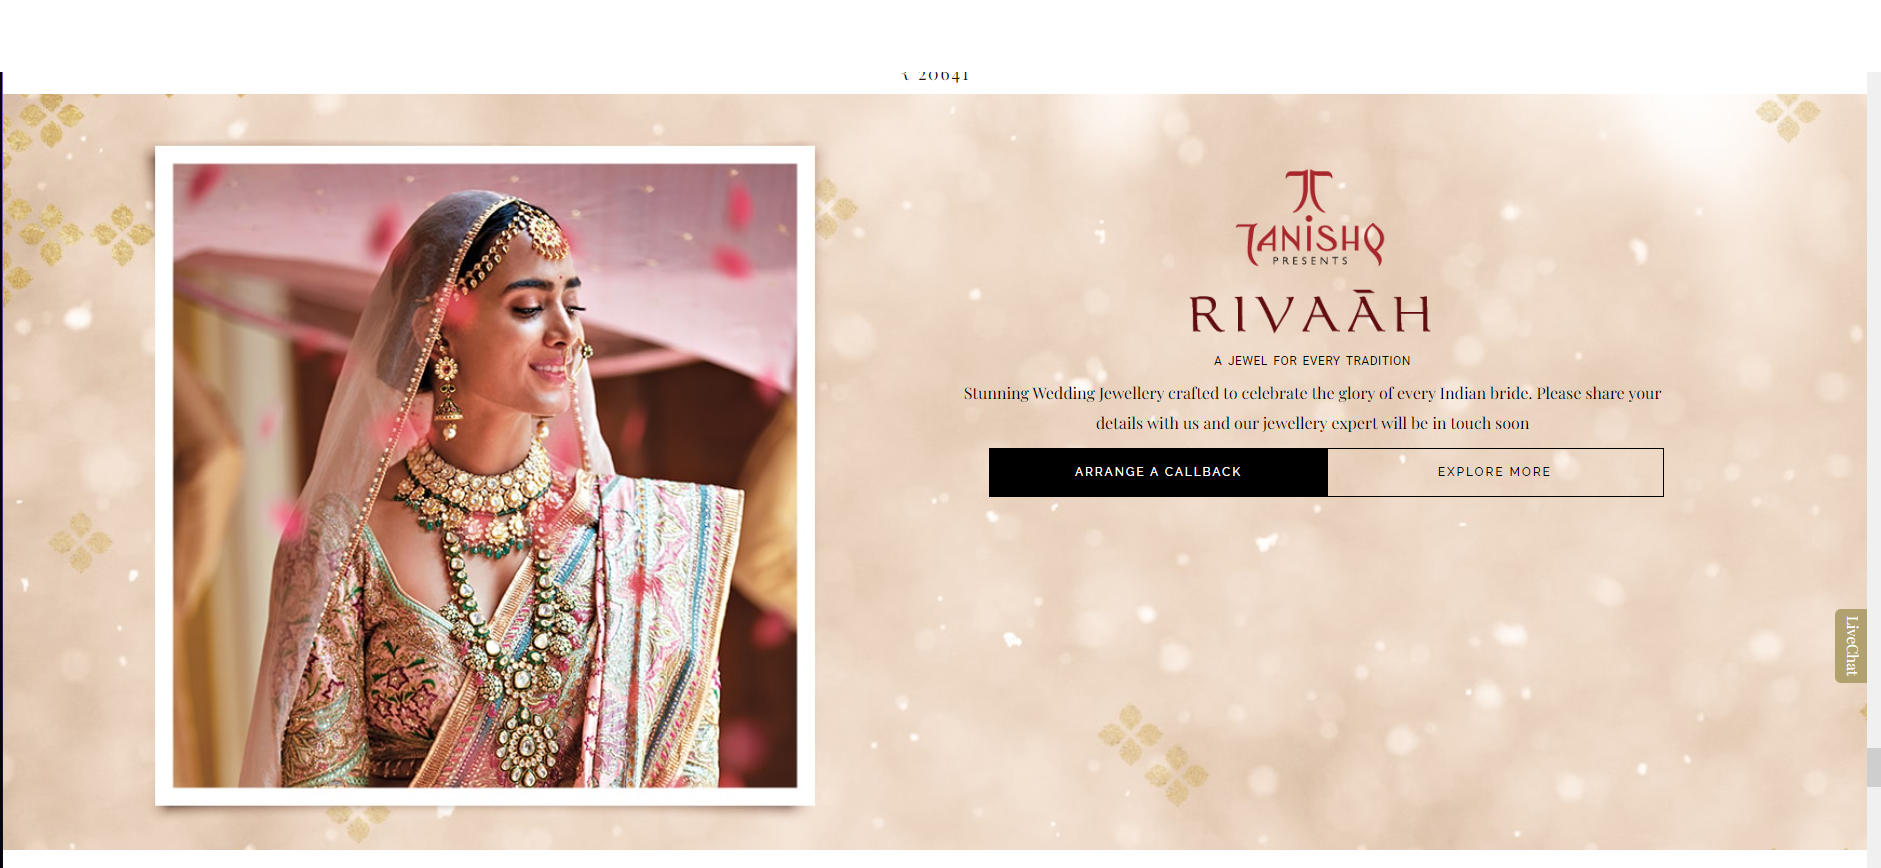 20641
TANISHQ
PRESENTS
RIVAĀH
A JEWEL FOR EVERY TRADITION
Stunning Wedding Jewellery crafted to celebrate the glory of every Indian bride. Please share your
details with us and our jewellery expert will be in touch soon
ARRANGE A CALLBACK
EXPLORE MORE
LiveChat